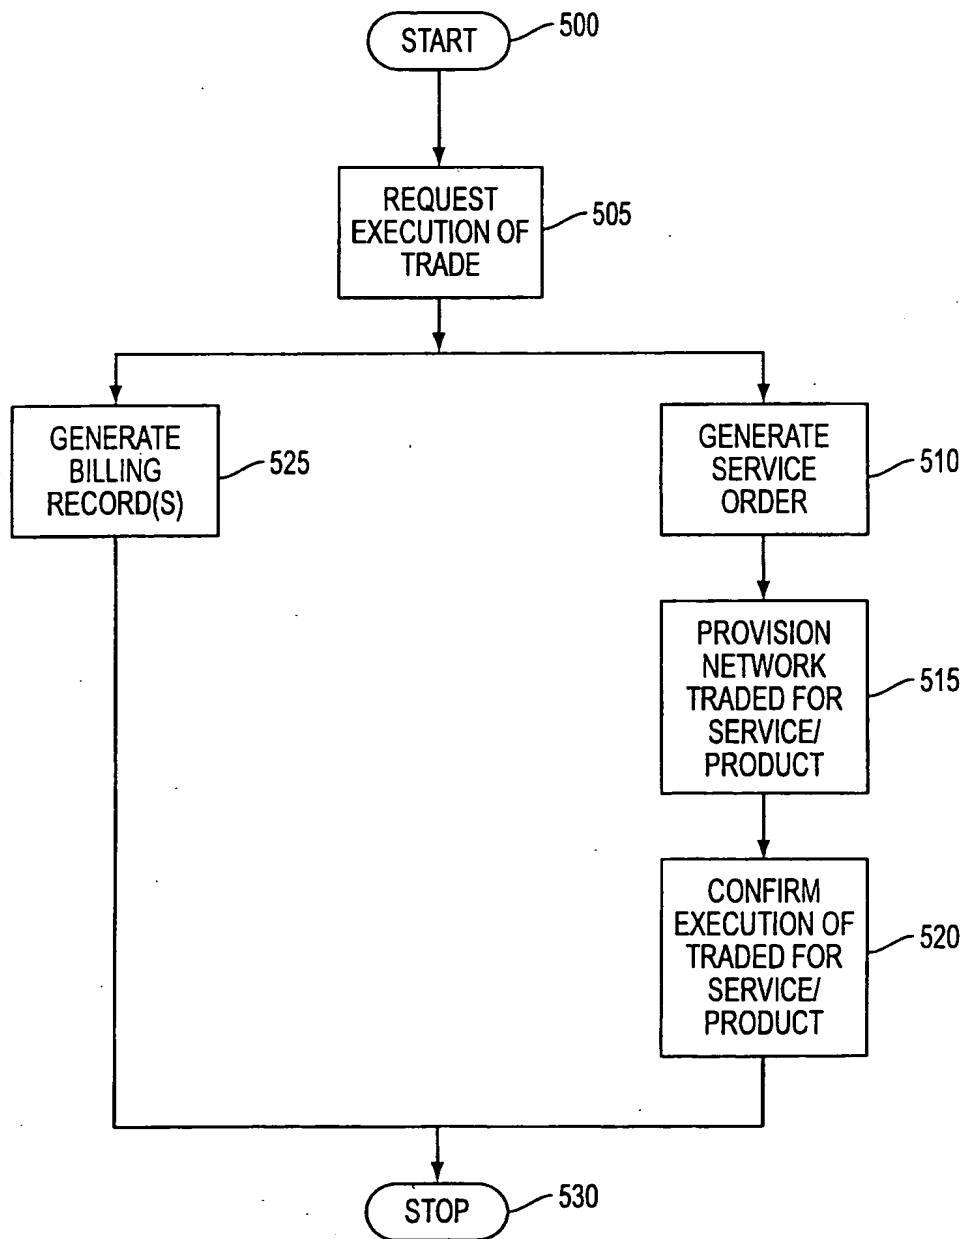 START
500
REQUEST
EXECUTION OF
TRADE
505
GENERATE
BILLING
RECORD(S)
525
GENERATE
SERVICE
ORDER
510
PROVISION
NETWORK
TRADED FOR
SERVICE/
PRODUCT
515
CONFIRM
EXECUTION OF
TRADED FOR
SERVICE/
PRODUCT
520
STOP
530